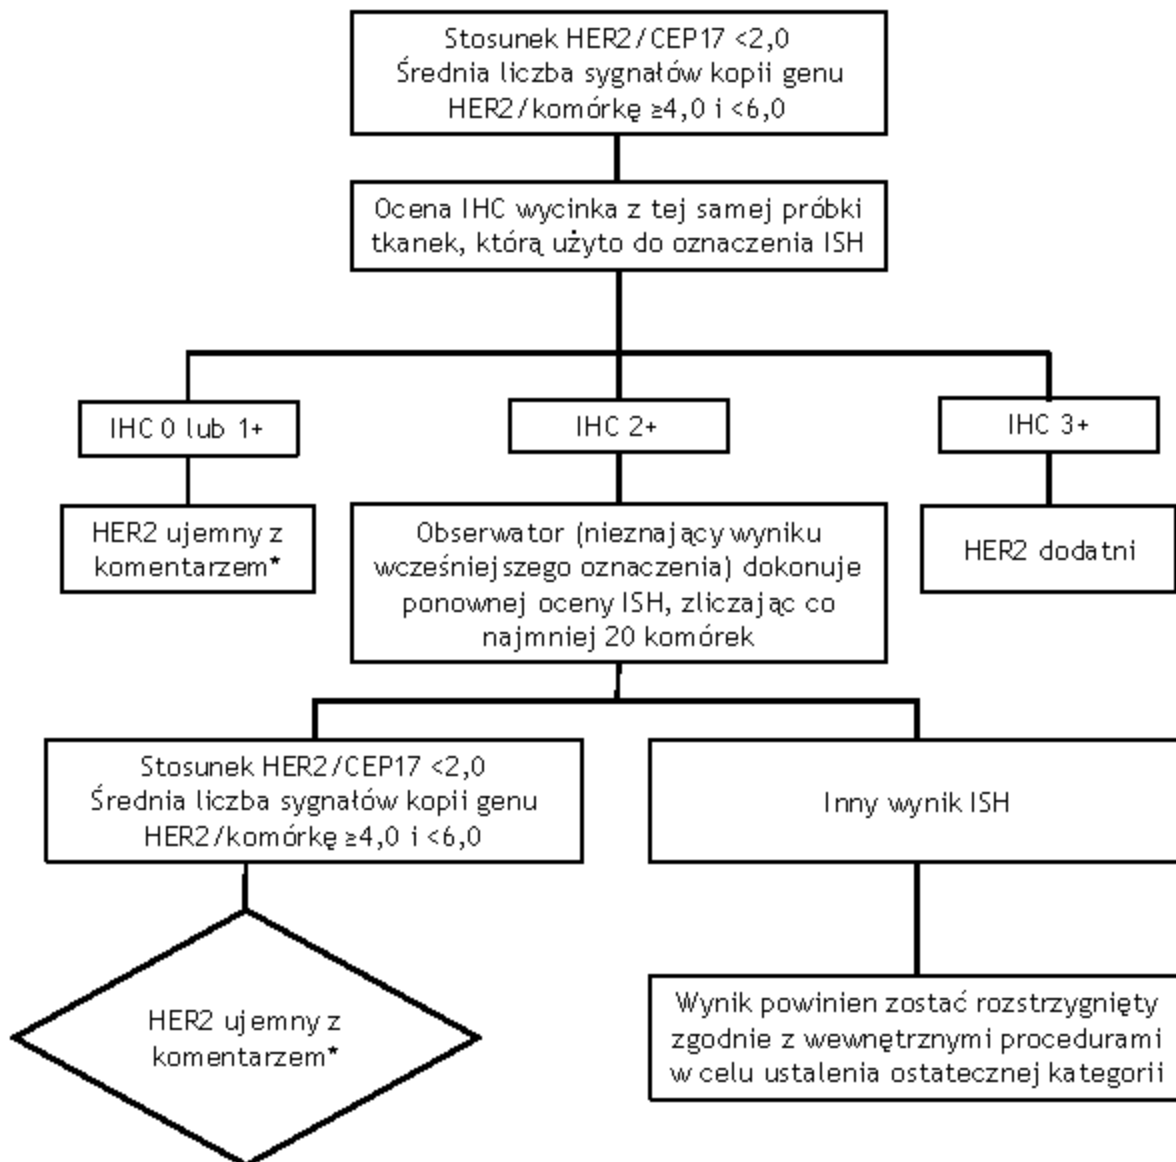 Stosunek HER2/CEP17 <2,0
Średnia liczba sygnałów kopii genu
HER2/komórkę ≥4,0 i <6,0
Ocena IHC wycinka z tej samej próbki
tkanek, którą użyto do oznaczenia ISH
IHC 0 lub 1+
IHC 2+
IHC 3+
HER2 ujemny z
komentarzem*
Obserwator (nieznający wyniku
wcześniejszego oznaczenia) dokonuje
ponownej oceny ISH, zliczając co
najmniej 20 komórek
HER2 dodatni
Stosunek HER2/CEP17 <2,0
Średnia liczba sygnałów kopii genu
HER2/komórkę ≥4,0 i <6,0
Inny wynik ISH
HER2 ujemny z
komentarzem*
Wynik powinien zostać rozstrzygnięty
zgodnie z wewnętrznymi procedurami
w celu ustalenia ostatecznej kategorii